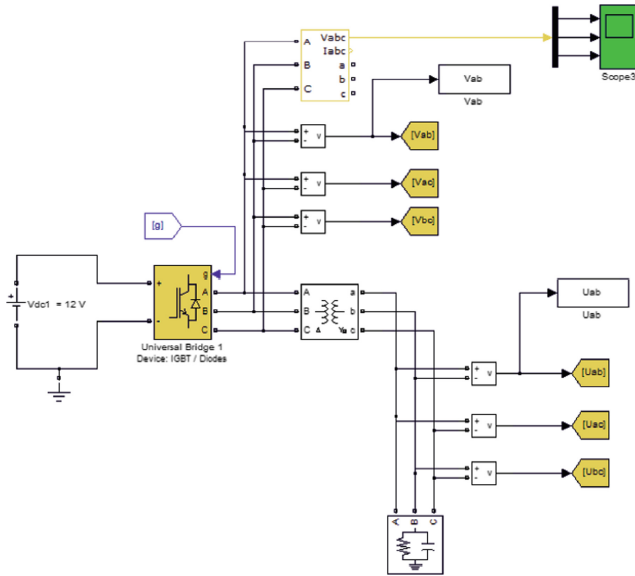 Vabc
A
Iabc
B
a
b
C
c
Scope3
Vab
Vab
+
-
v
[Vab]
+
-
v
[Vac]
+
-
v
[Vbc]
[g]
+
Vdc1 = 12 V
+
-
g
A
B
C
Universal Bridge 1
Device: IGBT / Diodes
A
B
C
a
b
c
Uab
Uab
+
-
v
[Uab]
+
-
v
[Uac]
+
-
v
[Ubc]
A B C